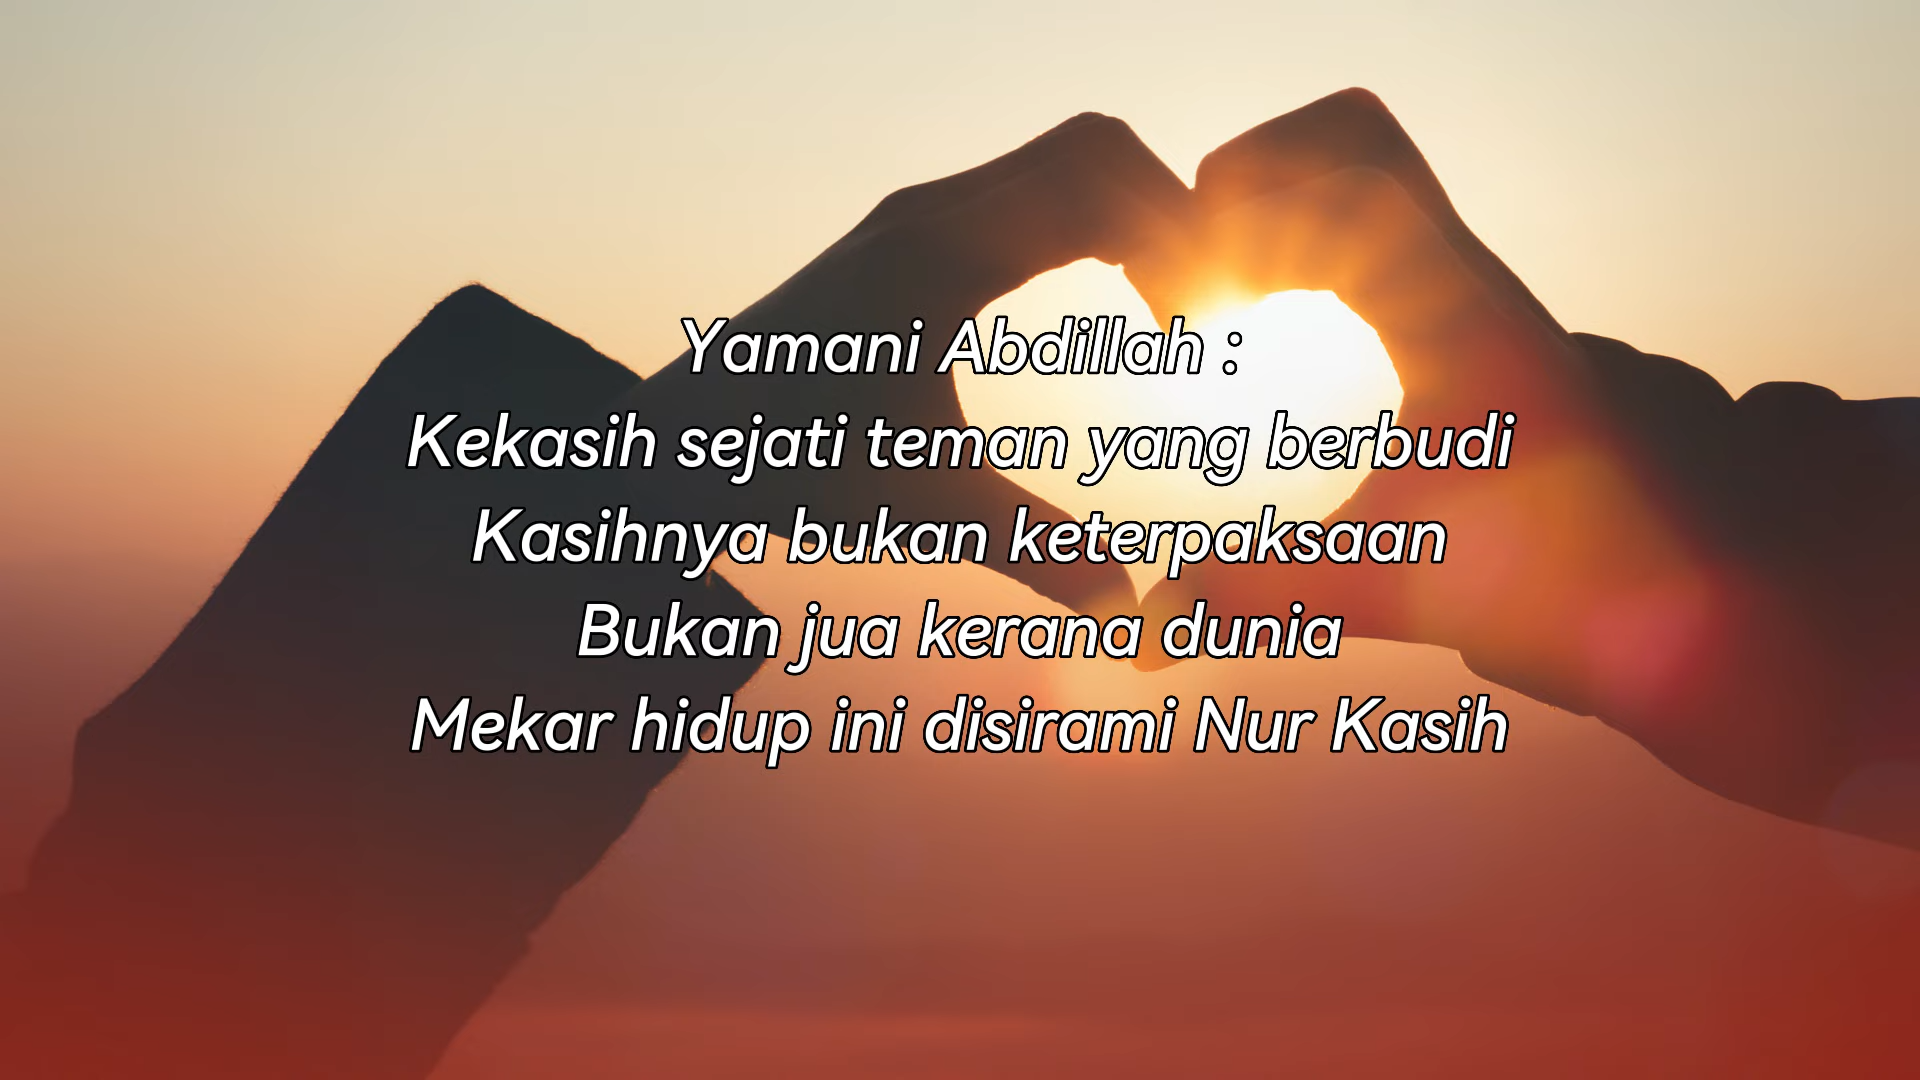 Yamani Abdillah :
Kekasih sejati teman yang berbudi
Kasihnya bukan keterpaksaan
Bukan jua kerana dunia
Mekar hidup ini disirami Nur Kasih